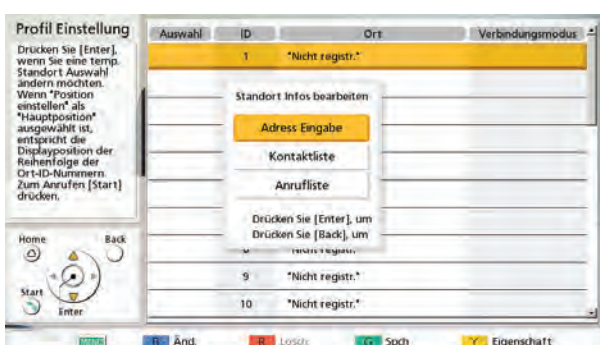 Profil Einstellung
Drücken Sie [Enter],
wenn Sie eine temp.
Standort Auswahl
ändern möchten.
Wenn "Position
einstellen" als
"Hauptposition"
ausgewählt ist,
entspricht die
Displayposition der
Reihenfolge der
Ort-ID-Nummern.
Zum Anrufen [Start]
drücken.
Home
Back
Start
Enter
Auswahl ID Ort Verbindungsmodus
1 "Nicht registr."
Standort Infos bearbeiten
Adress Eingabe
Kontaktliste
Anrufliste
Drücken Sie [Enter], um
Drücken Sie [Back], um
9 "Nicht registr."
10 "Nicht registr."
MENU B Änd. R Lösch. G Spch Y Eigenschaft